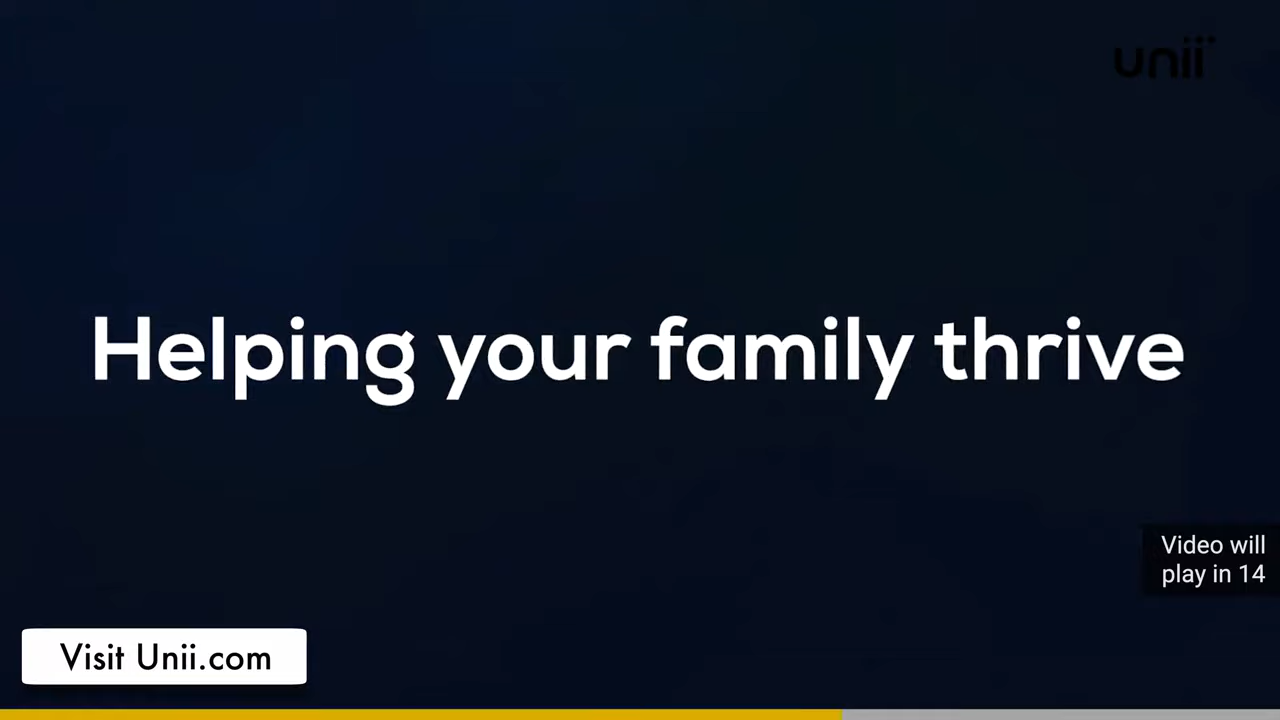 unii
Helping your family thrive
Video will
play in 14
Visit Unii.com